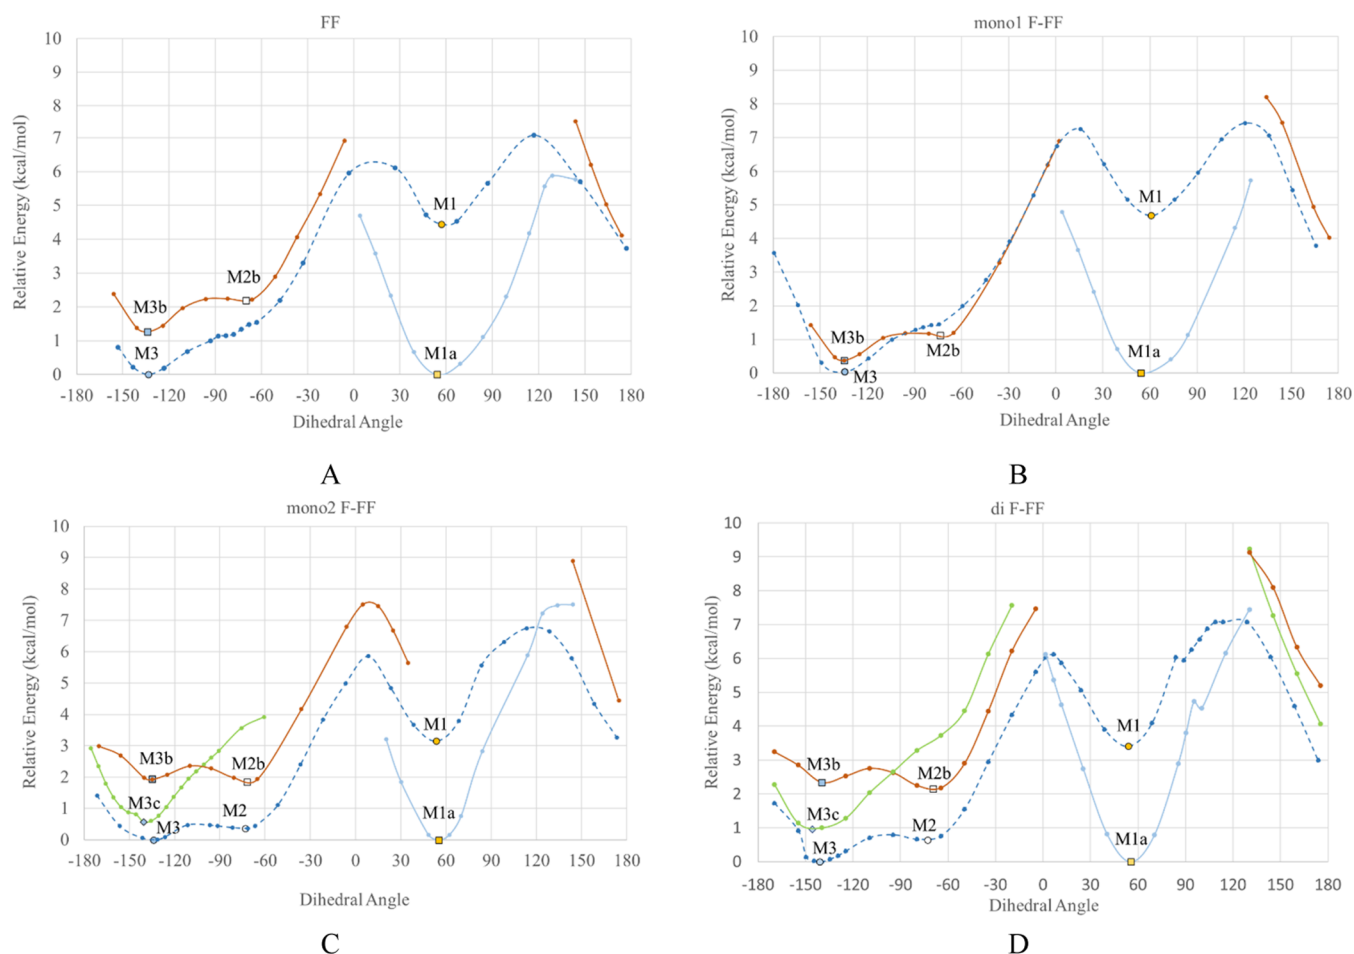 FF
10
9
8
7
6
5
4
3
2
1
0
Relative Energy (kcal/mol)
M1
M2b
M3b
M3
M1a
-180 -150 -120 -90 -60 -30 0 30 60 90 120 150 180
Dihedral Angle
A
mono1 F-FF
10
9
8
7
6
5
4
3
2
1
0
Relative Energy (kcal/mol)
M1
M3b
M2b
M1a
M3
-180 -150 -120 -90 -60 -30 0 30 60 90 120 150 180
Dihedral Angle
B
mono2 F-FF
10
9
8
7
6
5
4
3
2
1
0
Relative Energy (kcal/mol)
M1
M3b
M2b
M3c
M3
M2
M1a
-180 -150 -120 -90 -60 -30 0 30 60 90 120 150 180
Dihedral Angle
C
di F-FF
10
9
8
7
6
5
4
3
2
1
0
Relative Energy (kcal/mol)
M1
M3b
M2b
M3c
M2
M3
M1a
-180 -150 -120 -90 -60 -30 0 30 60 90 120 150 180
Dihedral Angle
D